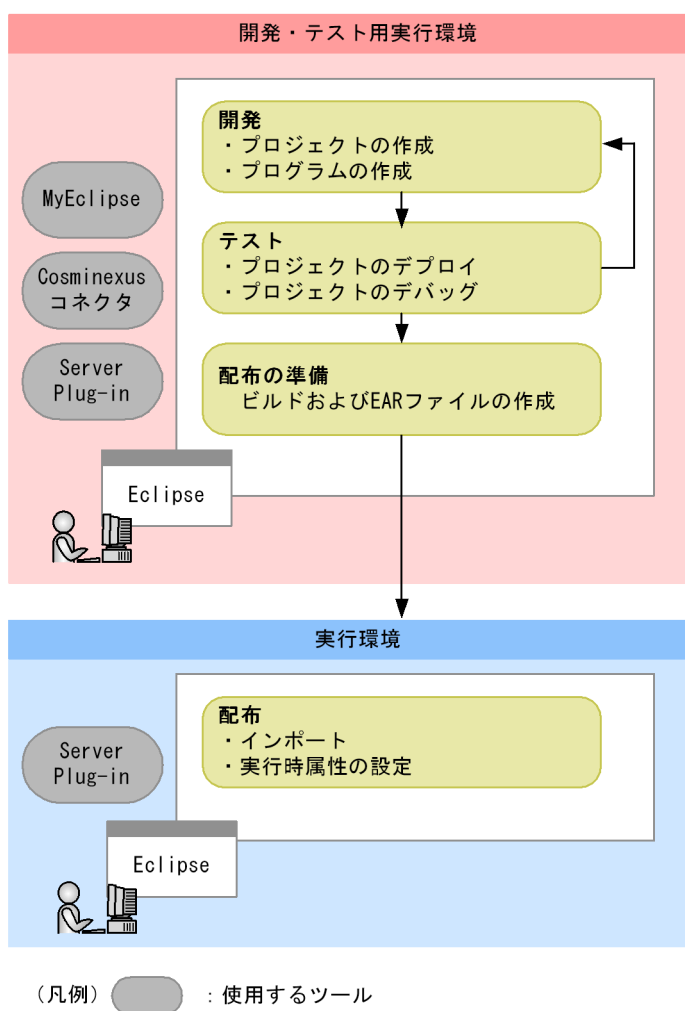 開発・テスト用実行環境
開発
・プロジェクトの作成
・プログラムの作成
MyEclipse
テスト
・プロジェクトのデプロイ
・プロジェクトのデバッグ
Cosminexus
コネクタ
Server
Plug-in
配布の準備
ビルドおよびEARファイルの作成
Eclipse
実行環境
配布
・インポート
・実行時属性の設定
Server
Plug-in
Eclipse
(凡例) :使用するツール